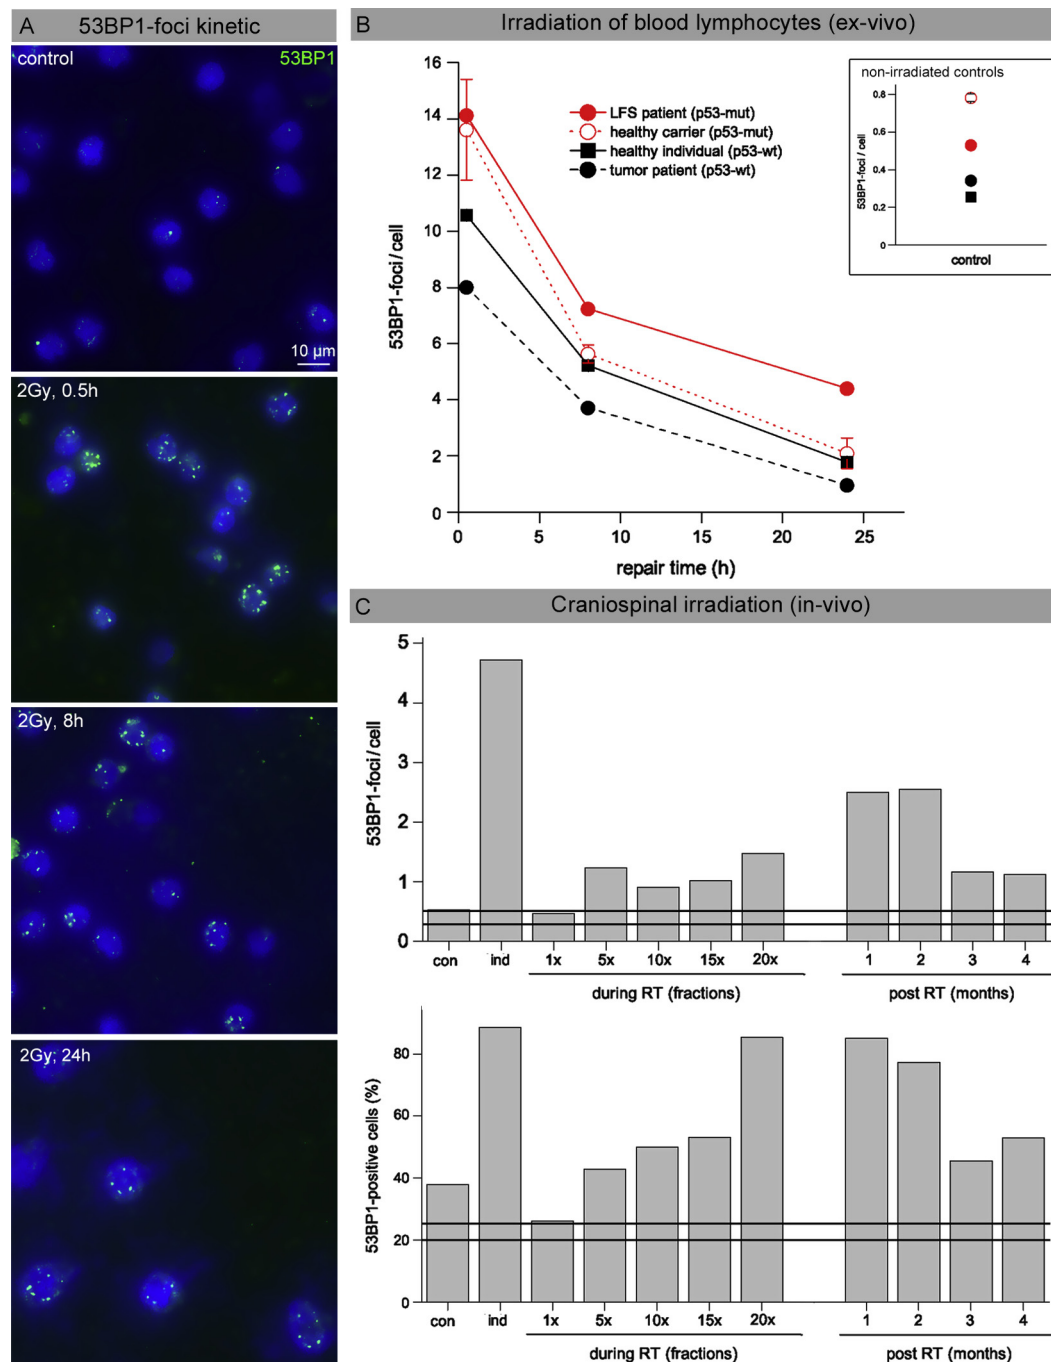 A 53BP1-foci kinetic
control 53BP1
10 µm
2Gy, 0.5h
2Gy, 8h
2Gy, 24h
B Irradiation of blood lymphocytes (ex-vivo)
53BP1-foci/cell
16
14
12
10
8
6
4
2
0
0 5 10 15 20 25
repair time (h)
LFS patient (p53-mut)
healthy carrier (p53-mut)
healthy individual (p53-wt)
tumor patient (p53-wt)
non-irradiated controls
53BP1-foci/cell
0.8
0.6
0.4
0.2
0
control
C Craniospinal irradiation (in-vivo)
53BP1-foci/cell
5
4
3
2
1
0
con ind 1x 5x 10x 15x 20x 1 2 3 4
during RT (fractions) post RT (months)
53BP1-positive cells (%)
80
60
40
20
0
con ind 1x 5x 10x 15x 20x 1 2 3 4
during RT (fractions) post RT (months)